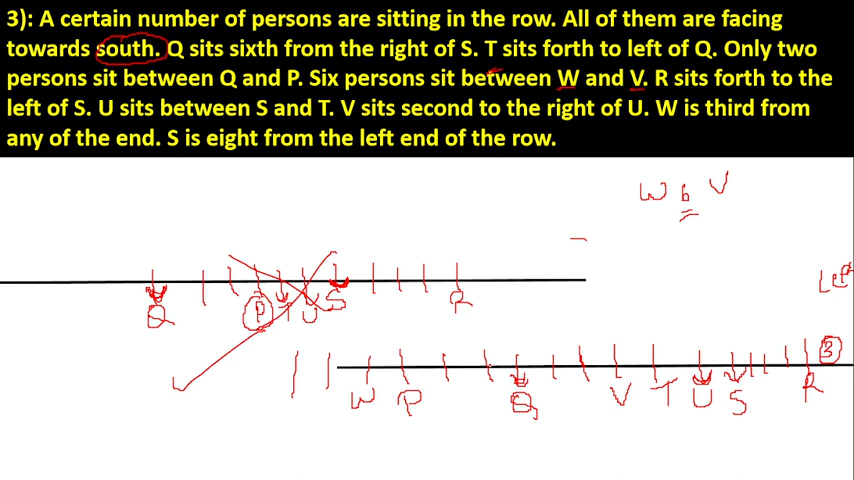 3): A certain number of persons are sitting in the row. All of them are facing
towards south. Q sits sixth from the right of S. T sits forth to left of Q. Only two
persons sit between Q and P. Six persons sit between W and V. R sits forth to the
left of S. U sits between S and T. V sits second to the right of U. W is third from
any of the end. S is eight from the left end of the row.
W 6 V
Left
Q P T U S R
3
W P Q V T U S R